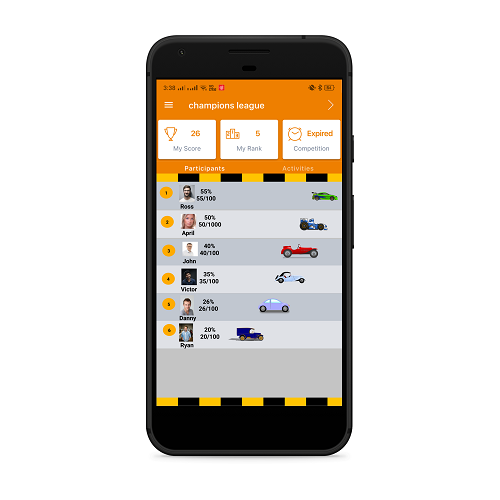 3:38
champions league
26
My Score
5
My Rank
Expired
Competition
Participants
Activities
1
55%
55/100
Ross
2
50%
50/1000
April
3
40%
40/100
John
4
35%
35/100
Victor
5
26%
26/100
Danny
6
20%
20/100
Ryan